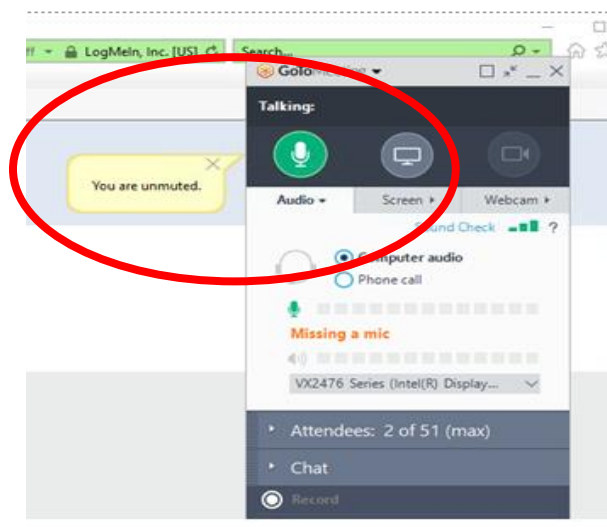 LogMeIn, Inc. [US]
Search...
Talking:
You are unmuted.
Audio
Screen
Webcam
Sound Check
?
Computer audio
Phone call
Missing a mic
VX2476 Series (Intel(R) Display...
Attendees: 2 of 51 (max)
Chat
Record